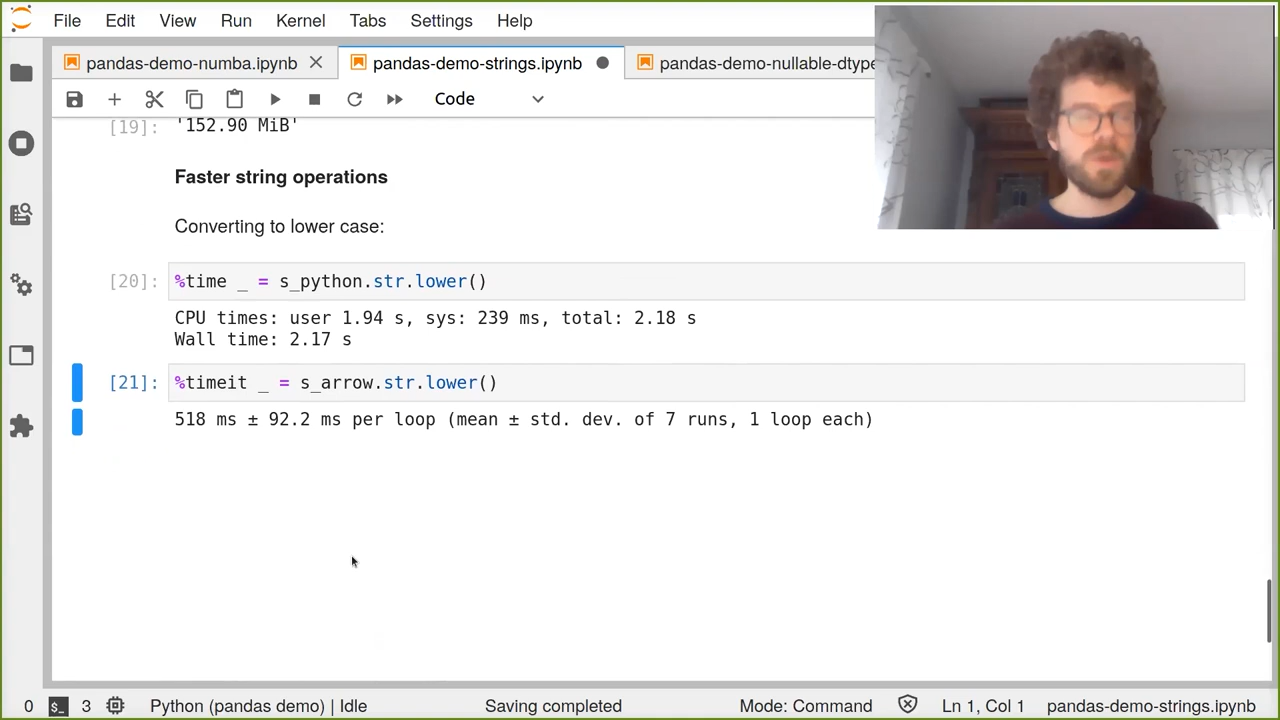 File Edit View Run Kernel Tabs Settings Help
pandas-demo-numba.ipynb pandas-demo-strings.ipynb pandas-demo-nullable-dtype
Code
[19]: '152.90 MiB'
Faster string operations
Converting to lower case:
[20]: %time _ = s_python.str.lower()
CPU times: user 1.94 s, sys: 239 ms, total: 2.18 s
Wall time: 2.17 s
[21]: %timeit _ = s_arrow.str.lower()
518 ms ± 92.2 ms per loop (mean ± std. dev. of 7 runs, 1 loop each)
0 $_ 3 Python (pandas demo) | Idle Saving completed Mode: Command Ln 1, Col 1 pandas-demo-strings.ipynb